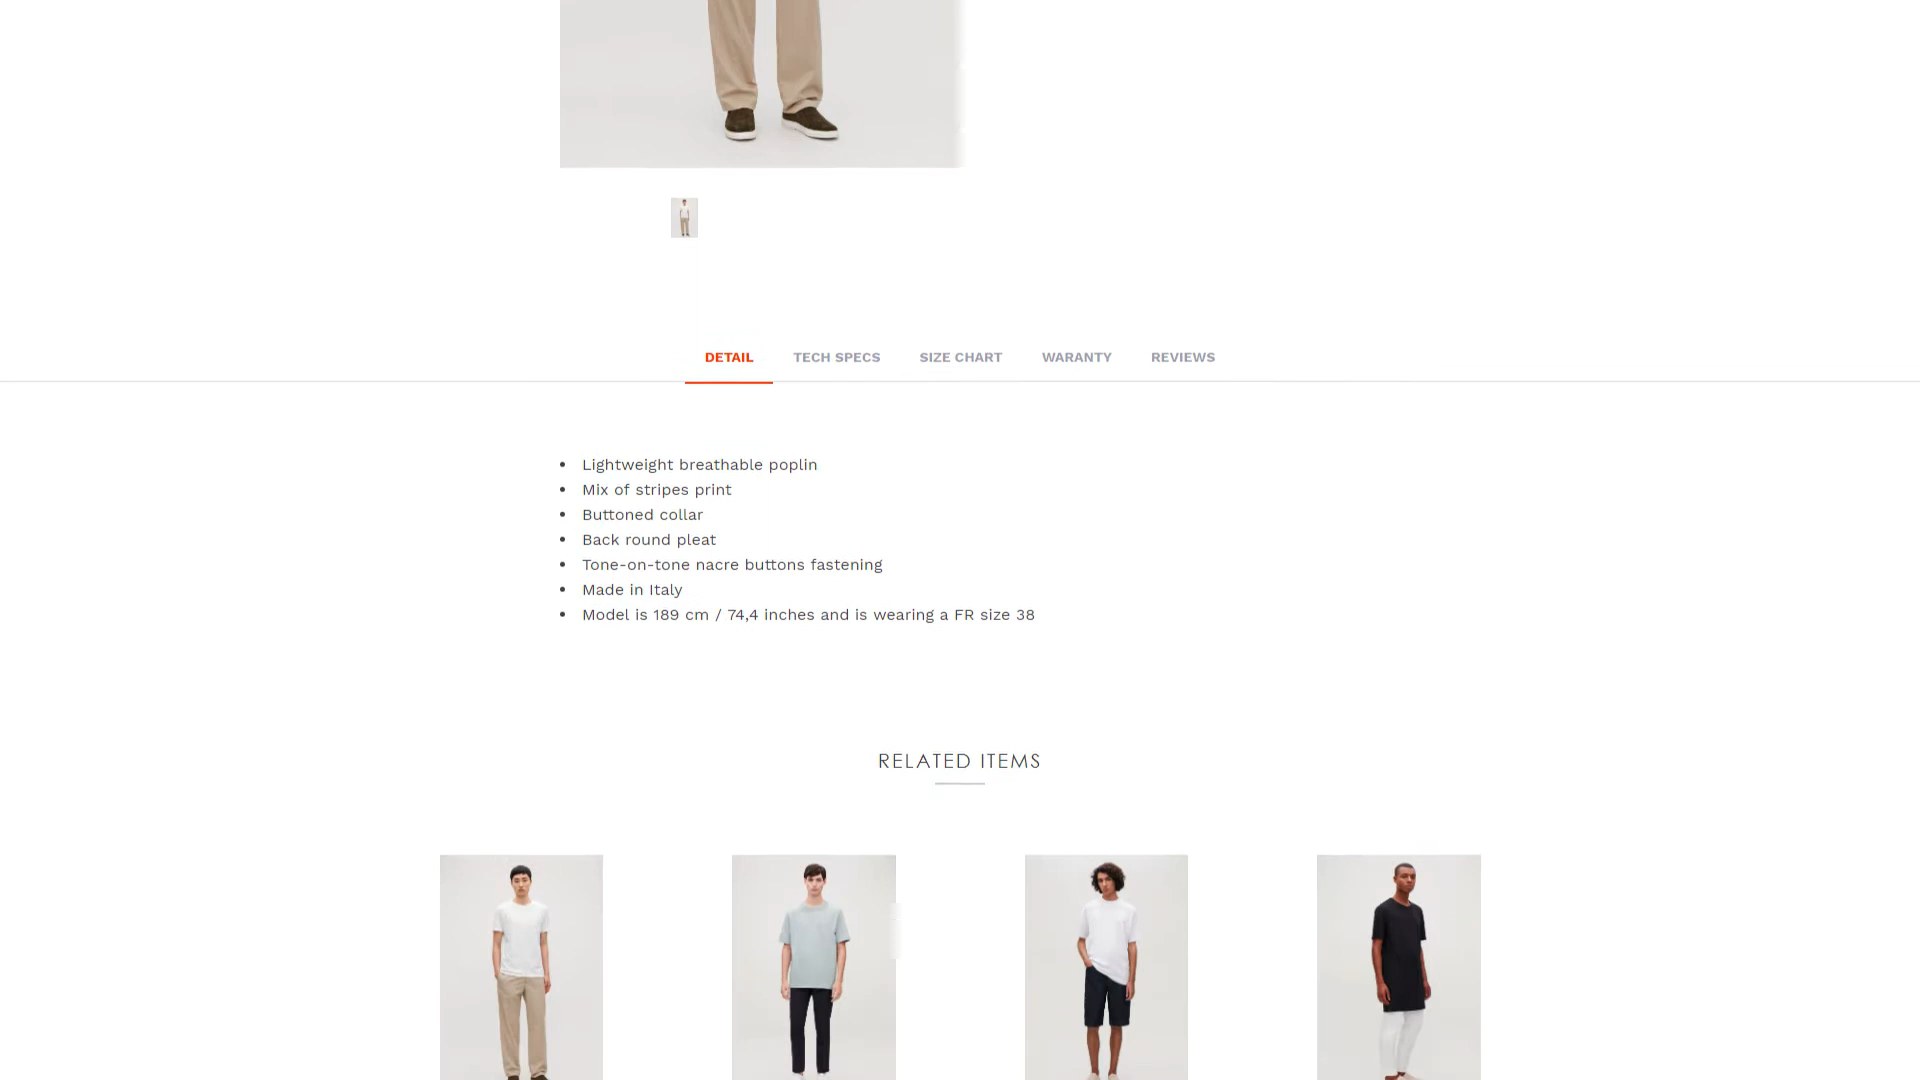 DETAIL TECH SPECS SIZE CHART WARANTY REVIEWS
Lightweight breathable poplin
Mix of stripes print
Buttoned collar
Back round pleat
Tone-on-tone nacre buttons fastening
Made in Italy
Model is 189 cm / 74,4 inches and is wearing a FR size 38
RELATED ITEMS